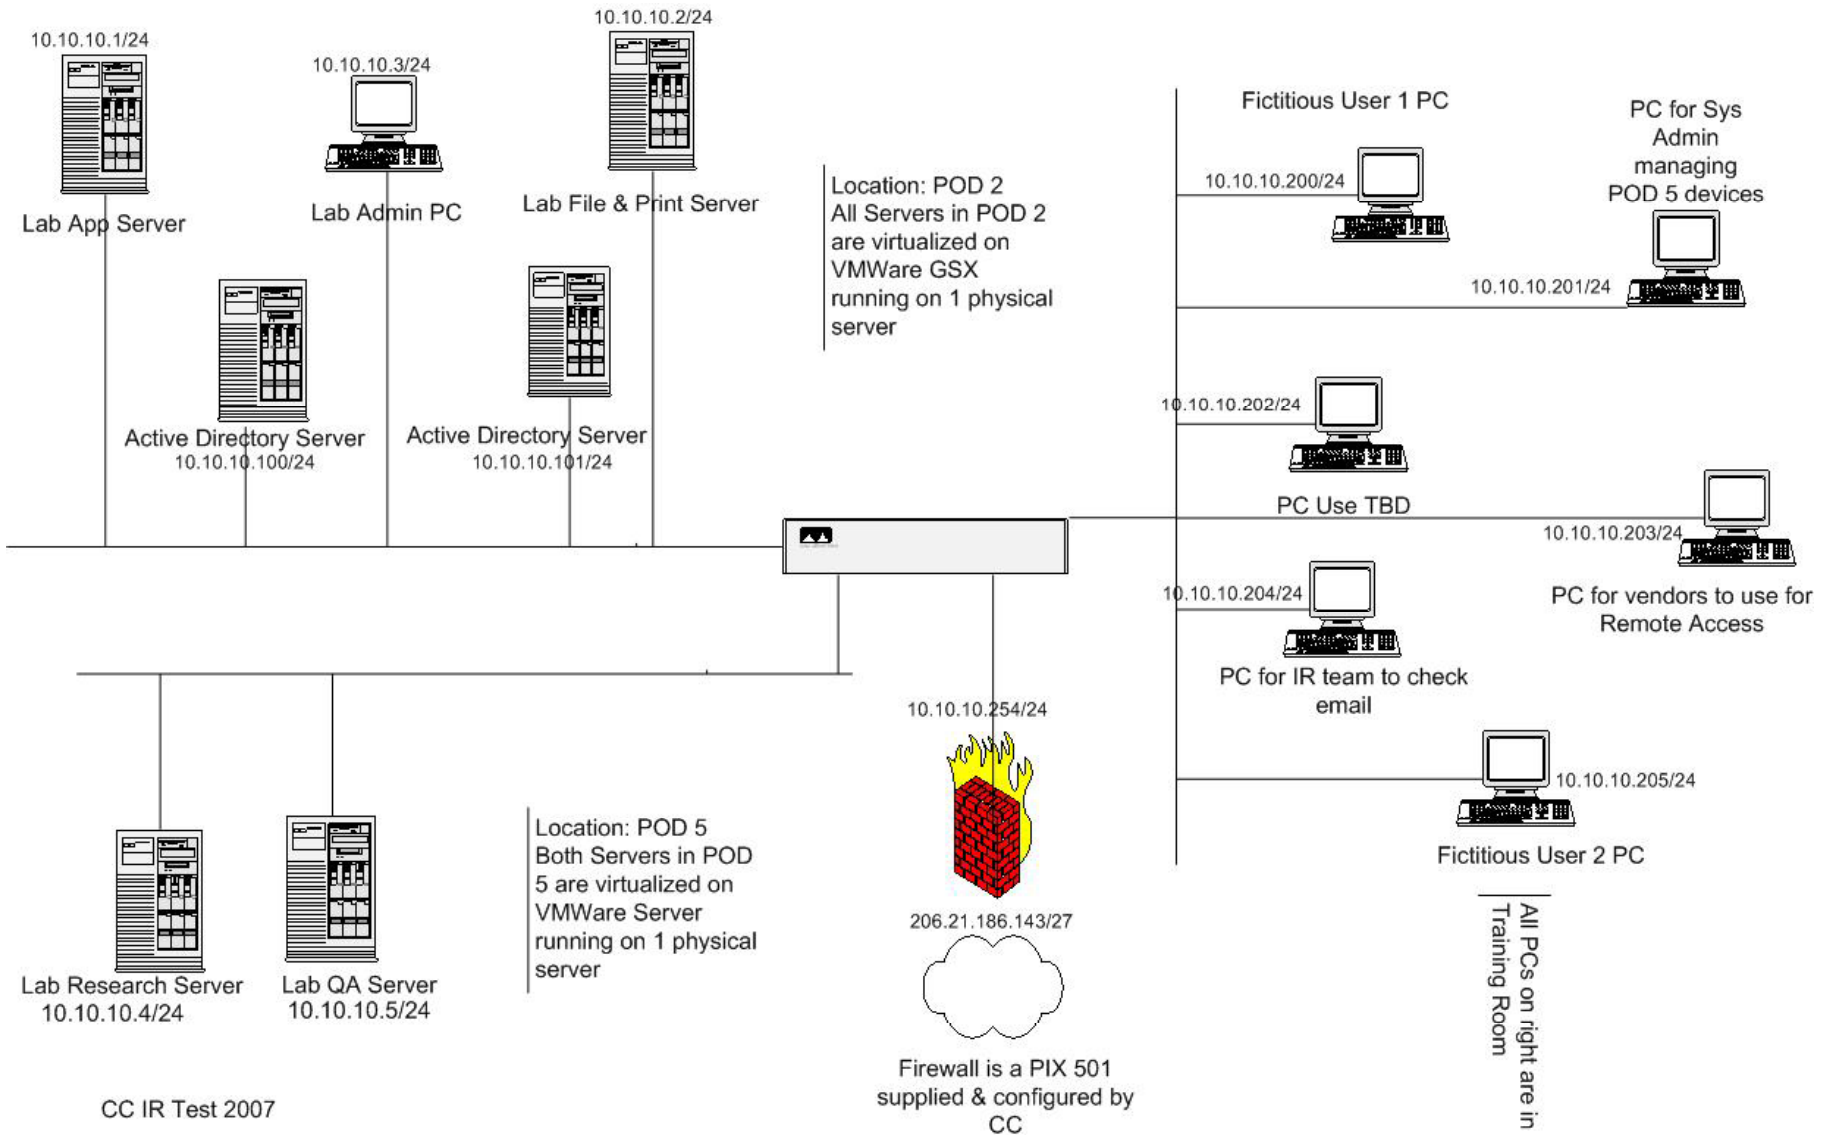 10.10.10.1/24
Lab App Server
10.10.10.3/24
Lab Admin PC
10.10.10.2/24
Lab File & Print Server
Active Directory Server
10.10.10.100/24
Active Directory Server
10.10.10.101/24
Location: POD 2
All Servers in POD 2
are virtualized on
VMWare GSX
running on 1 physical
server
Fictitious User 1 PC
10.10.10.200/24
PC for Sys
Admin
managing
POD 5 devices
10.10.10.201/24
10.10.10.202/24
PC Use TBD
10.10.10.203/24
PC for vendors to use for
Remote Access
10.10.10.204/24
PC for IR team to check
email
10.10.10.205/24
Fictitious User 2 PC
All PCs on right are in
Training Room
10.10.10.254/24
206.21.186.143/27
Firewall is a PIX 501
supplied & configured by
CC
Location: POD 5
Both Servers in POD
5 are virtualized on
VMWare Server
running on 1 physical
server
Lab Research Server
10.10.10.4/24
Lab QA Server
10.10.10.5/24
CC IR Test 2007